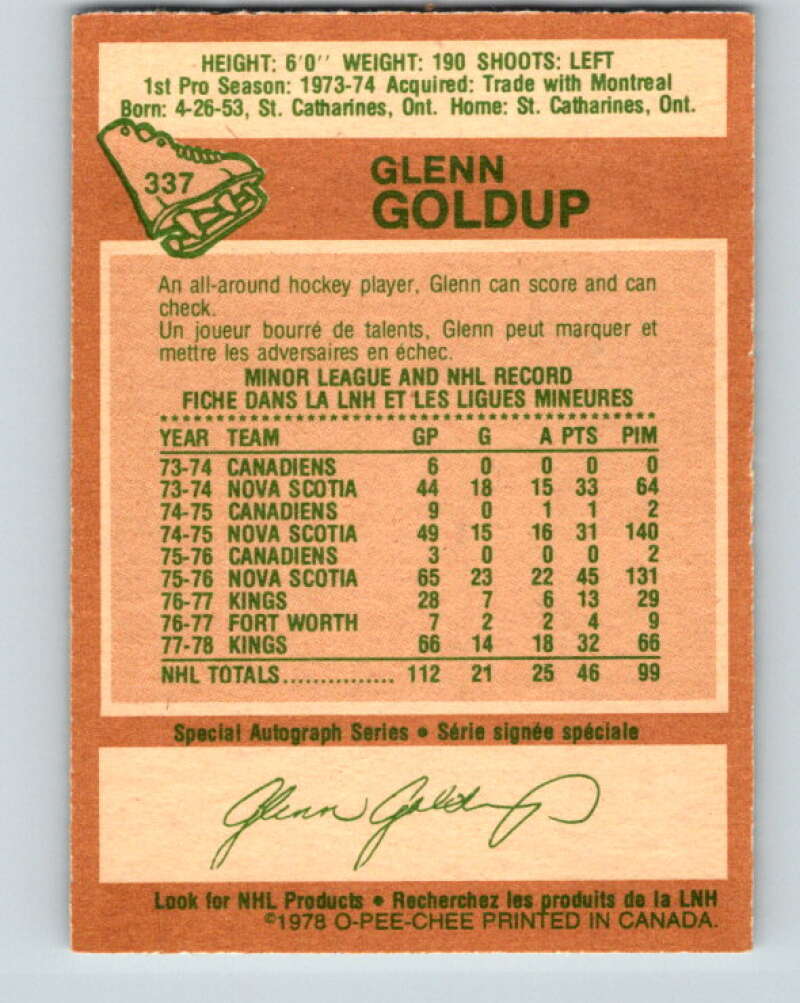 HEIGHT: 6'0'' WEIGHT: 190 SHOOTS: LEFT
1st Pro Season: 1973-74 Acquired: Trade with Montreal
Born: 4-26-53, St. Catharines, Ont. Home: St. Catharines, Ont.
337
GLENN
GOLDUP
An all-around hockey player, Glenn can score and can
check.
Un joueur bourré de talents, Glenn peut marquer et
mettre les adversaires en échec.
MINOR LEAGUE AND NHL RECORD
FICHE DANS LA LNH ET LES LIGUES MINEURES
YEAR TEAM GP G A PTS PIM
73-74 CANADIENS 6 0 0 0 0
73-74 NOVA SCOTIA 44 18 15 33 64
74-75 CANADIENS 9 0 1 1 2
74-75 NOVA SCOTIA 49 15 16 31 140
75-76 CANADIENS 3 0 0 0 2
75-76 NOVA SCOTIA 65 23 22 45 131
76-77 KINGS 28 7 6 13 29
76-77 FORT WORTH 7 2 2 4 9
77-78 KINGS 66 14 18 32 66
NHL TOTALS............... 112 21 25 46 99
Special Autograph Series • Série signée spéciale
Glenn Goldup
Look for NHL Products • Recherchez les produits de la LNH
©1978 O-PEE-CHEE PRINTED IN CANADA.